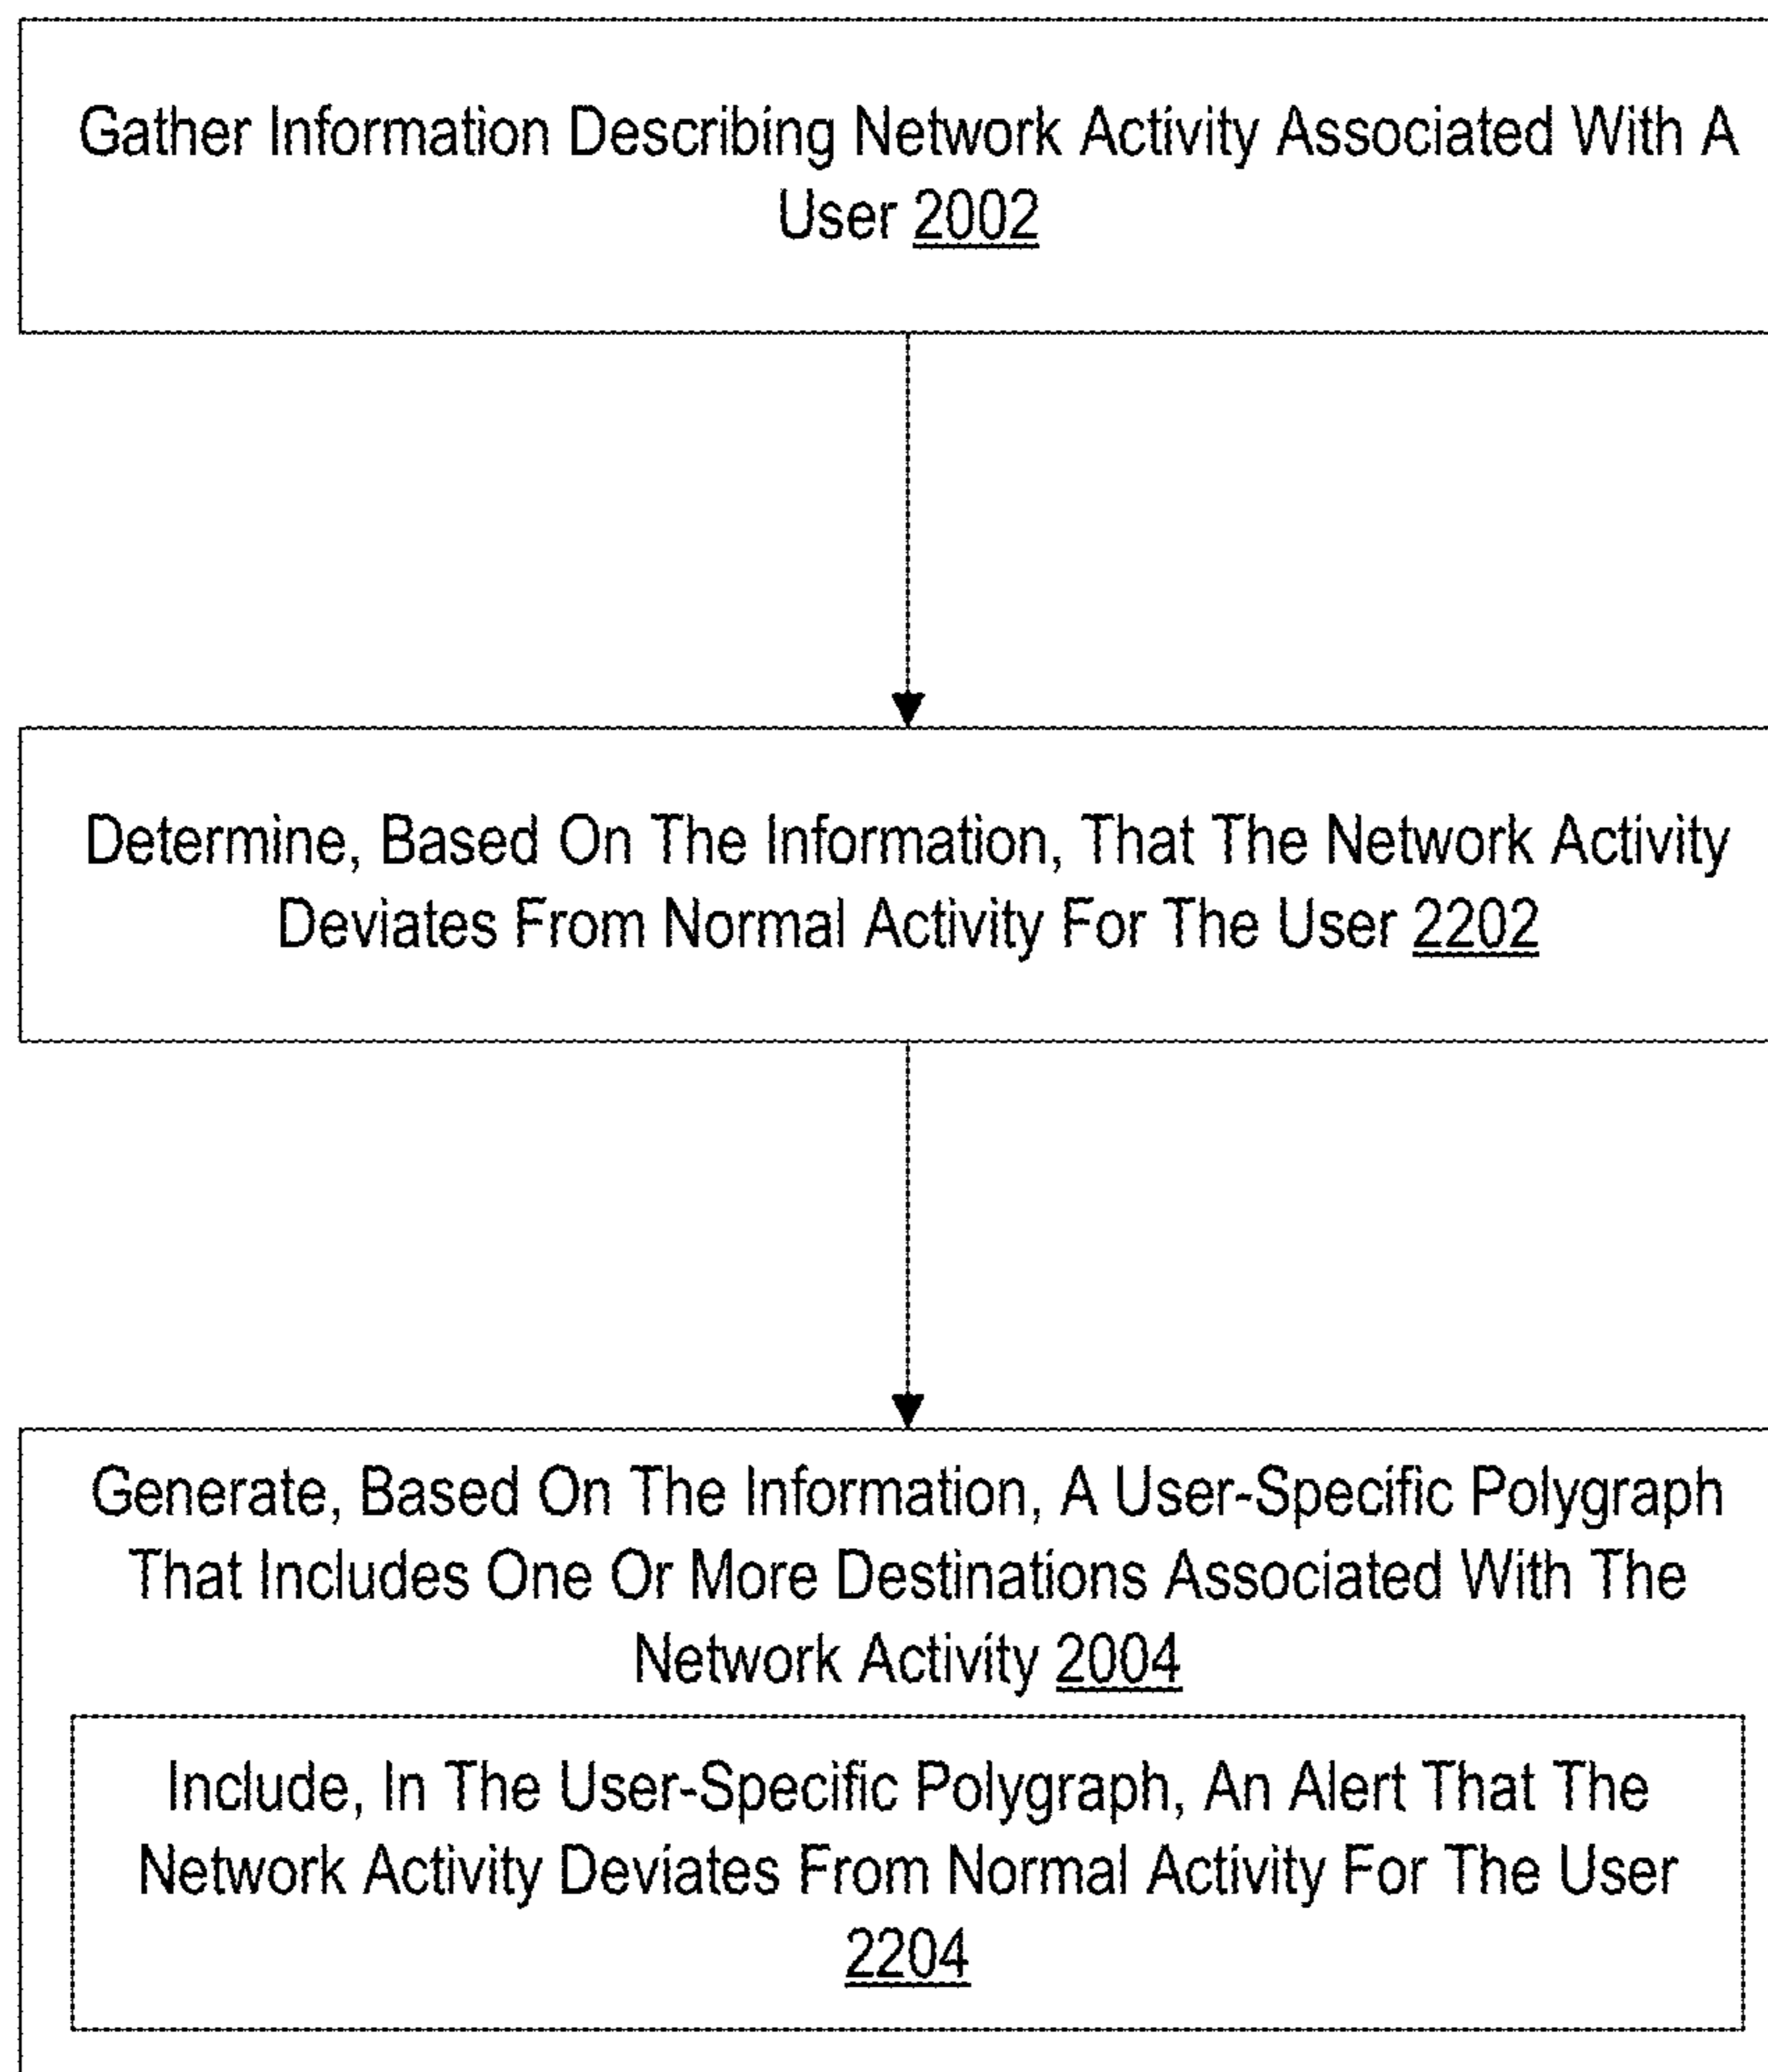 Gather Information Describing Network Activity Associated With A
User 2002
Determine, Based On The Information, That The Network Activity
Deviates From Normal Activity For The User 2202
Generate, Based On The Information, A User-Specific Polygraph
That Includes One Or More Destinations Associated With The
Network Activity 2004
Include, In The User-Specific Polygraph, An Alert That The
Network Activity Deviates From Normal Activity For The User
2204